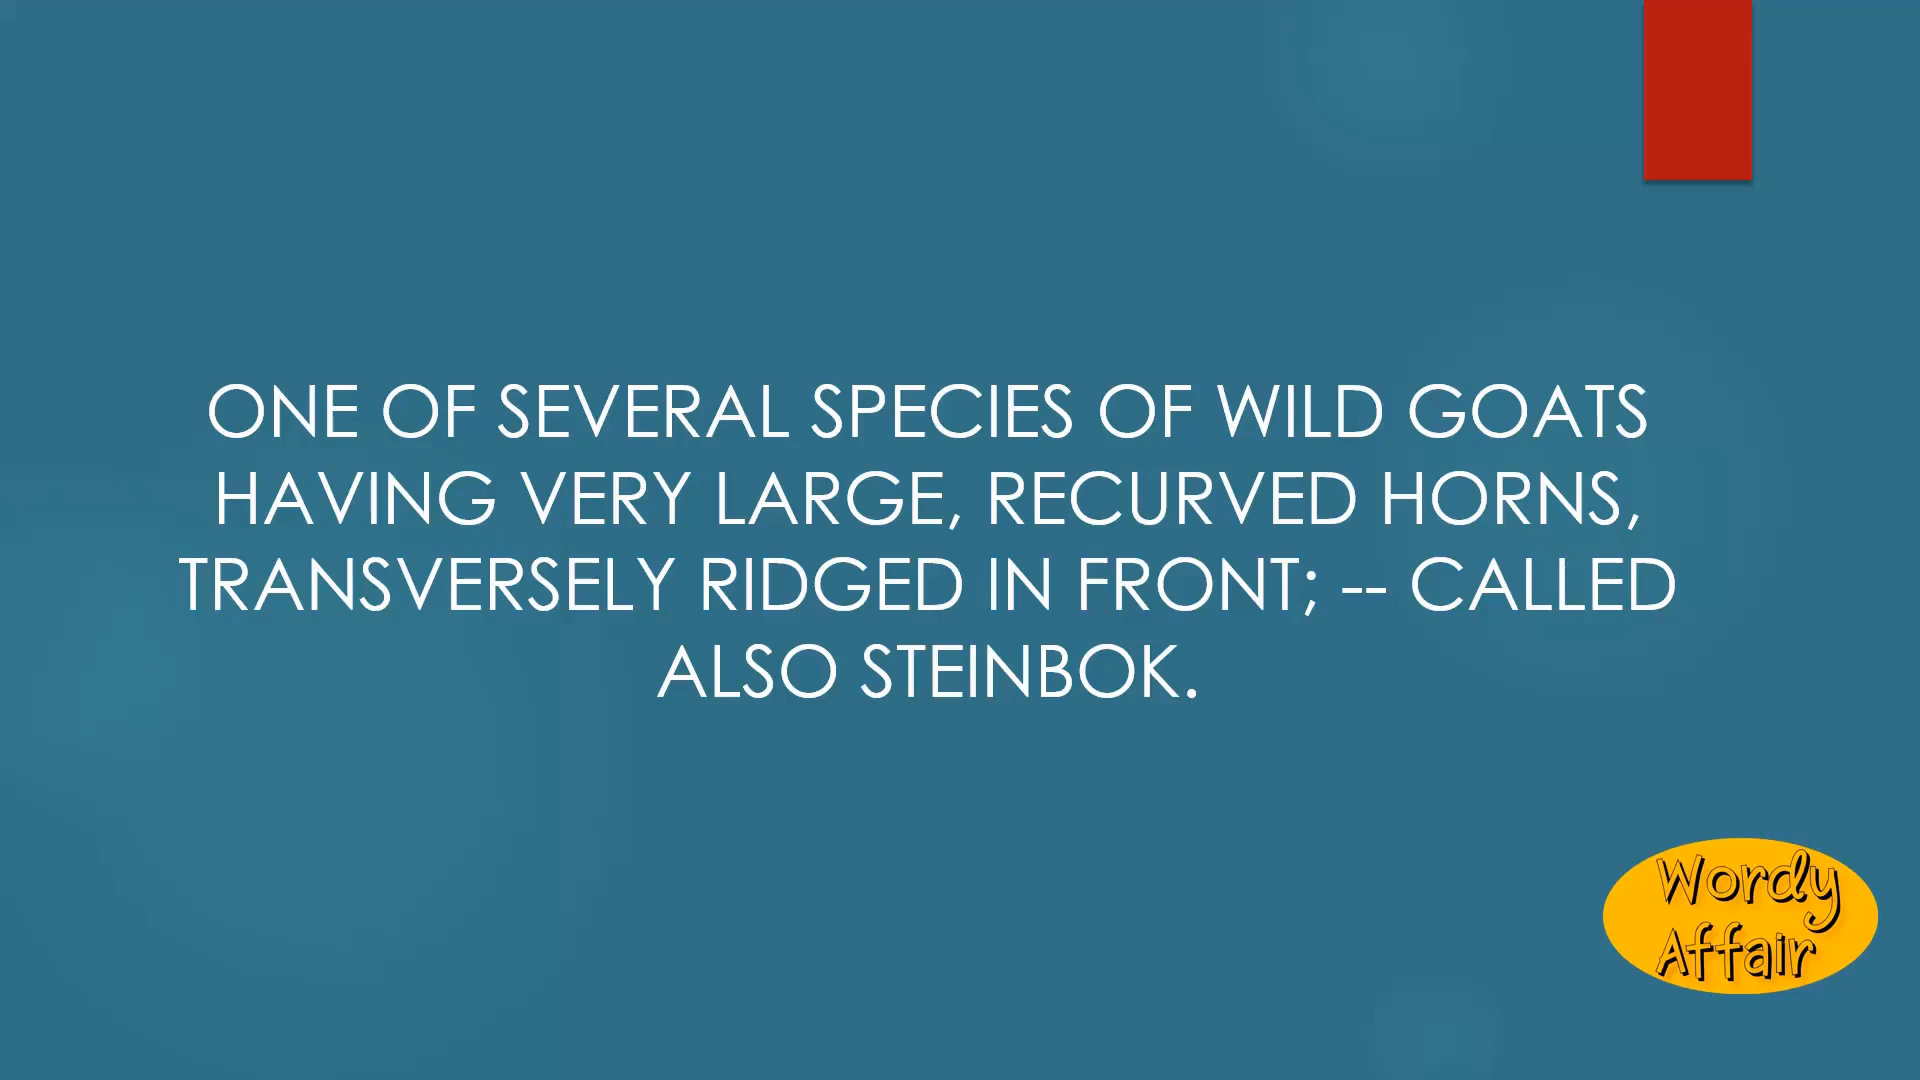 ONE OF SEVERAL SPECIES OF WILD GOATS
HAVING VERY LARGE, RECURVED HORNS,
TRANSVERSELY RIDGED IN FRONT; -- CALLED
ALSO STEINBOK.
Wordy
Affair